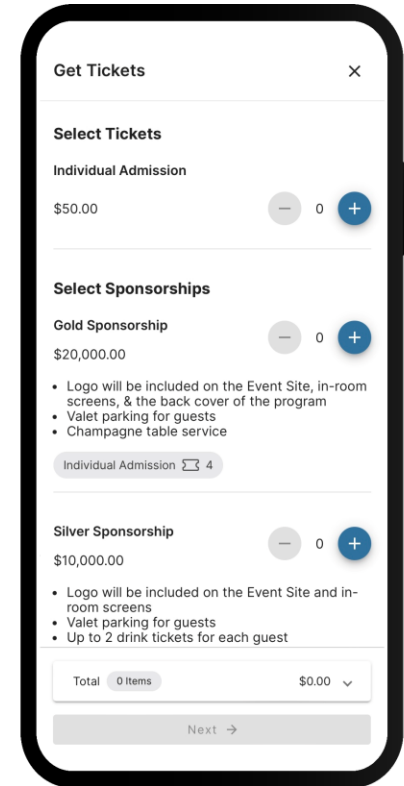 Get Tickets
Select Tickets
Individual Admission
$50.00
0
Select Sponsorships
Gold Sponsorship
0
$20,000.00
• Logo will be included on the Event Site, in-room
screens, & the back cover of the program
• Valet parking for guests
• Champagne table service
Individual Admission 4
Silver Sponsorship
0
$10,000.00
• Logo will be included on the Event Site and in-
room screens
• Valet parking for guests
• Up to 2 drink tickets for each guest
Total 0 Items $0.00
Next →